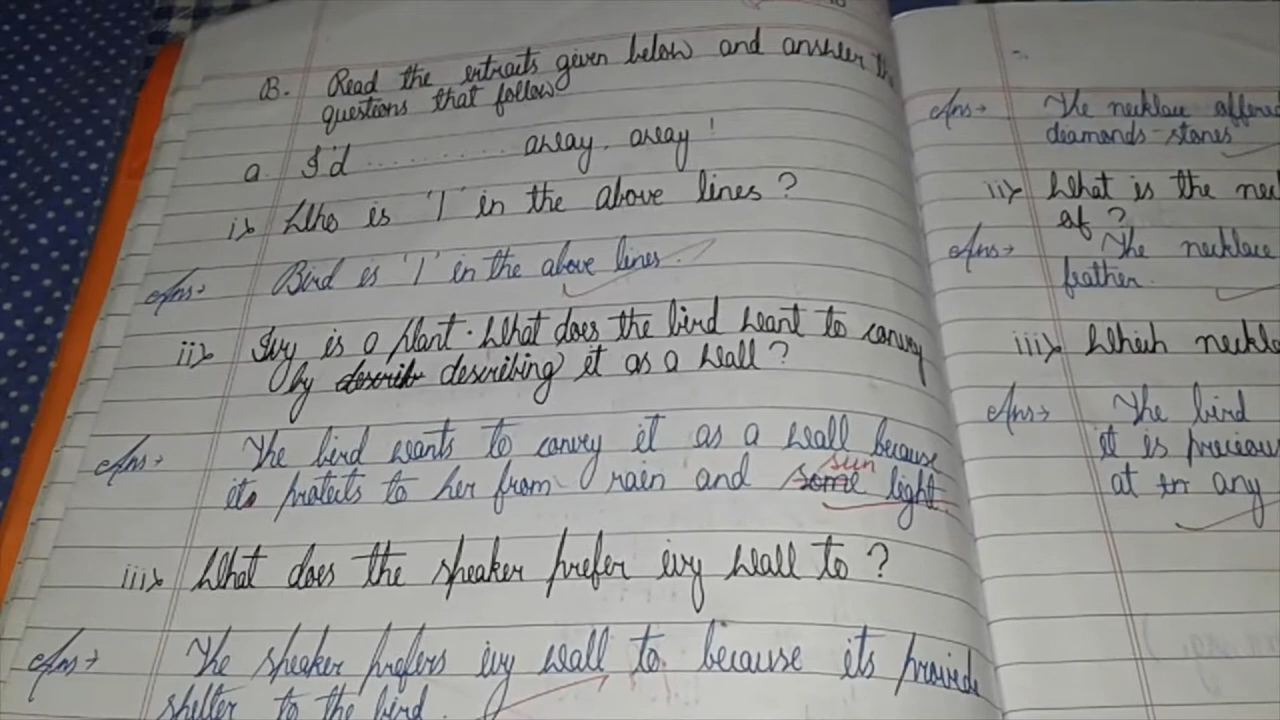 B. Read the extracts given below and answer
questions that follow
a. I'd ......... away, away!
i> Who is 'I' in the above lines?
Ans→ Bird is 'I' in the above lines.
ii> Ivy is a plant. What does the bird want to convey
by describ describing it as a wall?
Ans→ The bird wants to convey it as a wall because
sun
its protects to her from rain and some light.
iii> What does the speaker prefer ivy wall to?
Ans→ The speaker prefers ivy wall to because its provide
shelter to the bird.
Ans→ The necklace
diamonds-stones
ii> What is the
of?
Ans→ The necklace
feather.
iii> Which
Ans→ The bird
it is
at in any